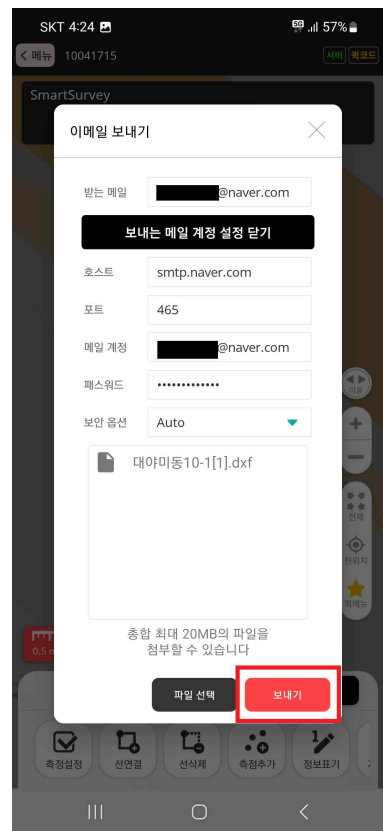 SKT 4:24 5G 57%
< 메뉴 10041715 서버 퀵코드
SmartSurvey
이메일 보내기
받는 메일 @naver.com
보내는 메일 계정 설정 닫기
호스트 smtp.naver.com
포트 465
메일 계정 @naver.com
패스워드 •••••••••••••
보안 옵션 Auto
대야미동10-1[1].dxf
이동
전체
현위치
퀵메뉴
0.5 m
총합 최대 20MB의 파일을
첨부할 수 있습니다
파일 선택 보내기
측정설정 선연결 선삭제 측점추가 정보표기